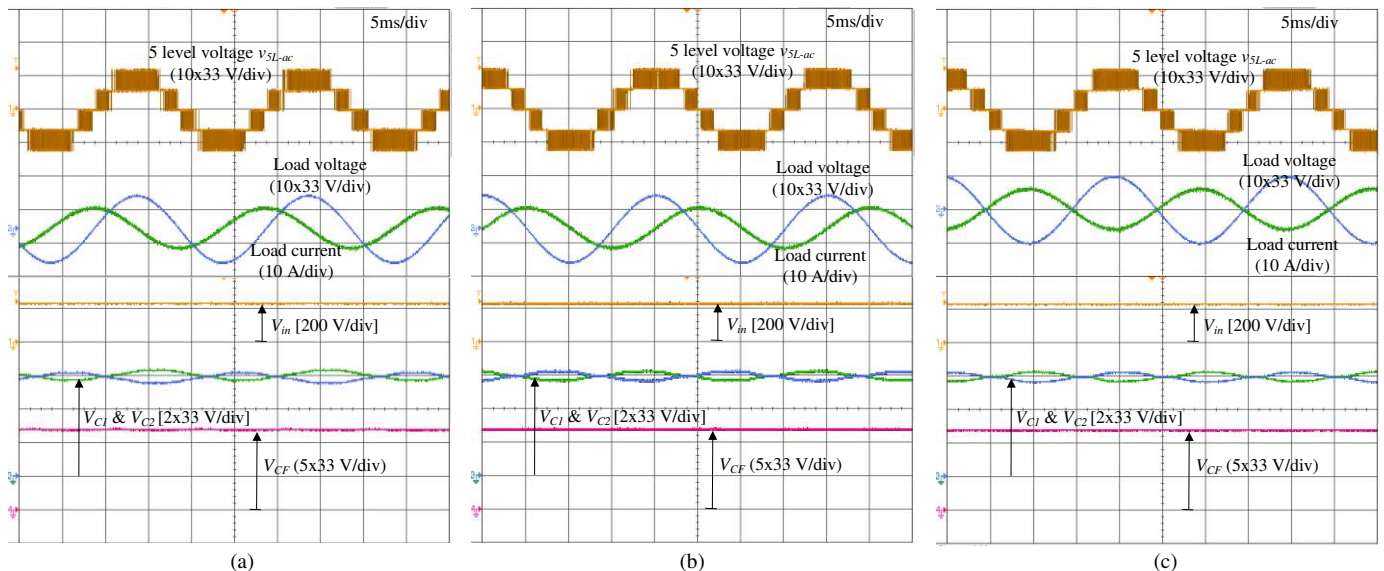 5ms/div
5 level voltage v5L-ac
(10x33 V/div)
Load voltage
(10x33 V/div)
Load current
(10 A/div)
Vin [200 V/div]
VC1 & VC2 [2x33 V/div]
VCF (5x33 V/div)
(a)
5ms/div
5 level voltage v5L-ac
(10x33 V/div)
Load voltage
(10x33 V/div)
Load current
(10 A/div)
Vin [200 V/div]
VC1 & VC2 [2x33 V/div]
VCF (5x33 V/div)
(b)
5ms/div
5 level voltage v5L-ac
(10x33 V/div)
Load voltage
(10x33 V/div)
Load current
(10 A/div)
Vin [200 V/div]
VC1 & VC2 [2x33 V/div]
VCF (5x33 V/div)
(c)